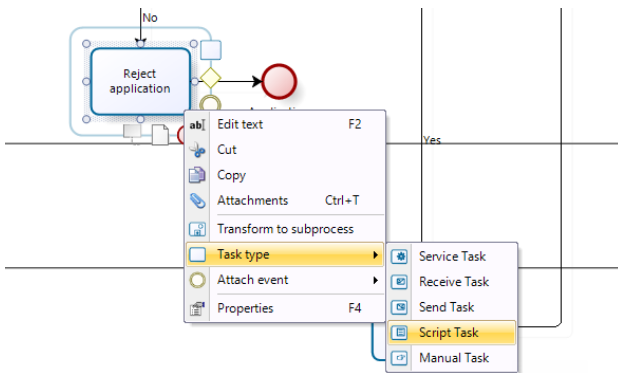 No
Reject
application
Applicati
Edit text F2
Cut
Copy
Attachments Ctrl+T
Transform to subprocess
Task type
Attach event
Properties F4
Yes
Service Task
Receive Task
Send Task
Script Task
Manual Task